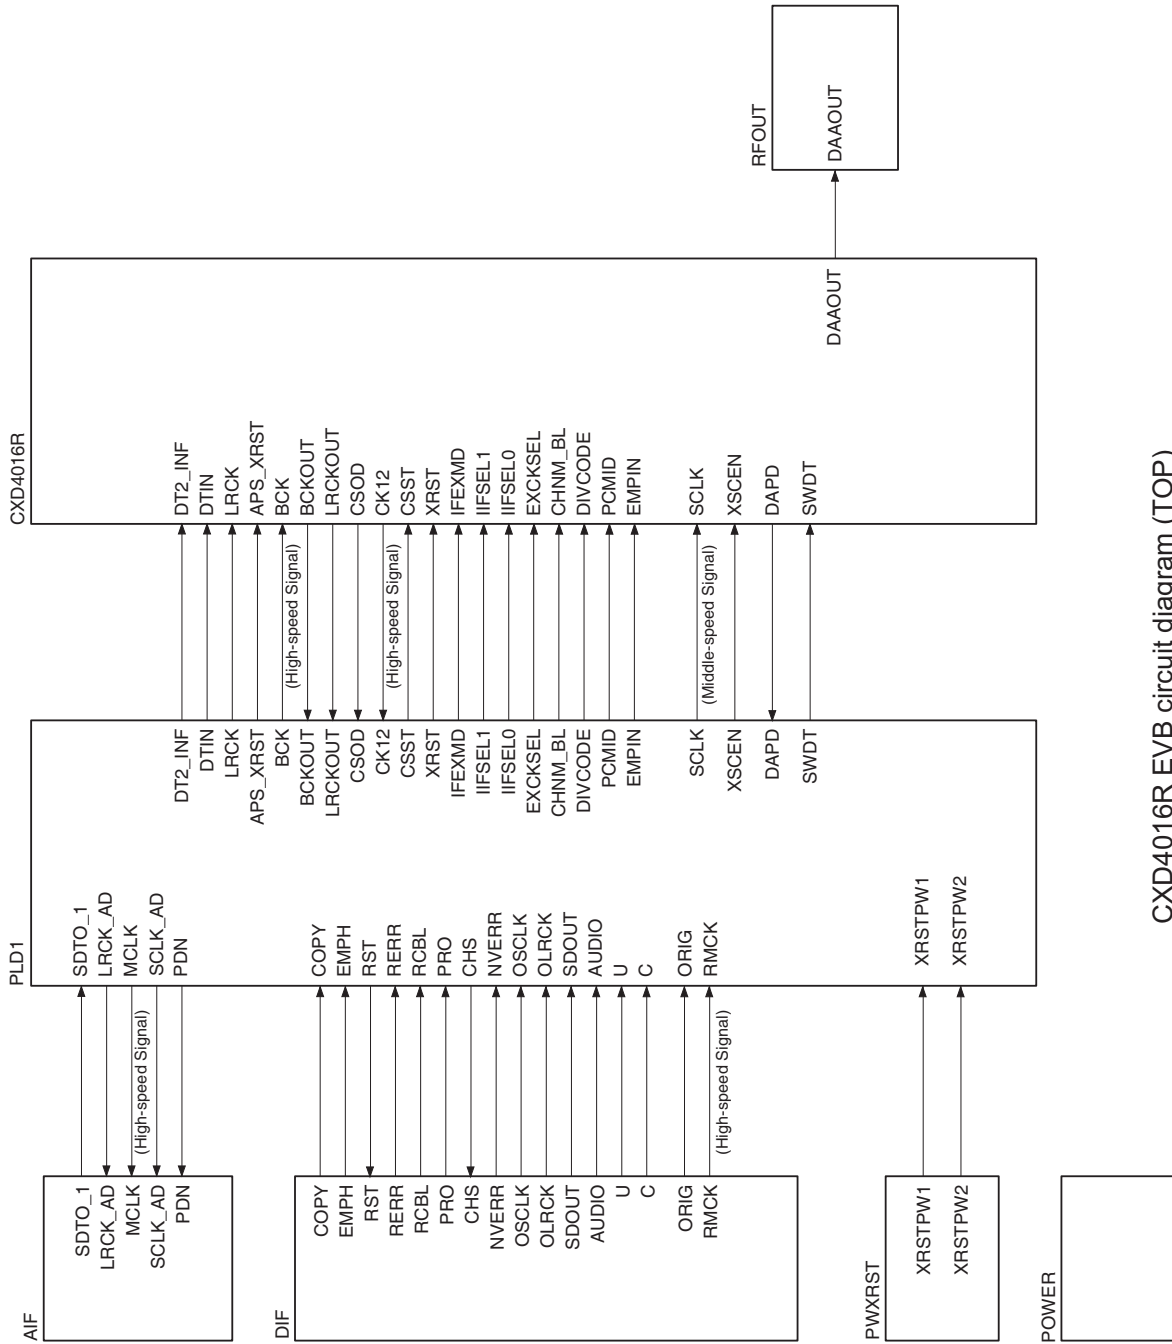 AIF
SDTO_1
LRCK_AD
MCLK
SCLK_AD
PDN
(High-speed Signal)
DIF
COPY
EMPH
RST
RERR
RCBL
PRO
CHS
NVERR
OSCLK
OLRCK
SDOUT
AUDIO
U
C
ORIG
RMCK
(High-speed Signal)
PWXRST
XRSTPW1
XRSTPW2
POWER
PLD1
SDTO_1
LRCK_AD
MCLK
SCLK_AD
PDN
COPY
EMPH
RST
RERR
RCBL
PRO
CHS
NVERR
OSCLK
OLRCK
SDOUT
AUDIO
U
C
ORIG
RMCK
XRSTPW1
XRSTPW2
DT2_INF
DTIN
LRCK
APS_XRST
BCK
BCKOUT
LRCKOUT
CSOD
CK12
CSST
XRST
IFEXMD
IIFSEL1
IIFSEL0
EXCKSEL
CHNM_BL
DIVCODE
PCMID
EMPIN
SCLK
XSCEN
DAPD
SWDT
(High-speed Signal)
(High-speed Signal)
(Middle-speed Signal)
CXD4016R
DT2_INF
DTIN
LRCK
APS_XRST
BCK
BCKOUT
LRCKOUT
CSOD
CK12
CSST
XRST
IFEXMD
IIFSEL1
IIFSEL0
EXCKSEL
CHNM_BL
DIVCODE
PCMID
EMPIN
SCLK
XSCEN
DAPD
SWDT
DAAOUT
RFOUT
DAAOUT
CXD4016R EVB circuit diagram (TOP)